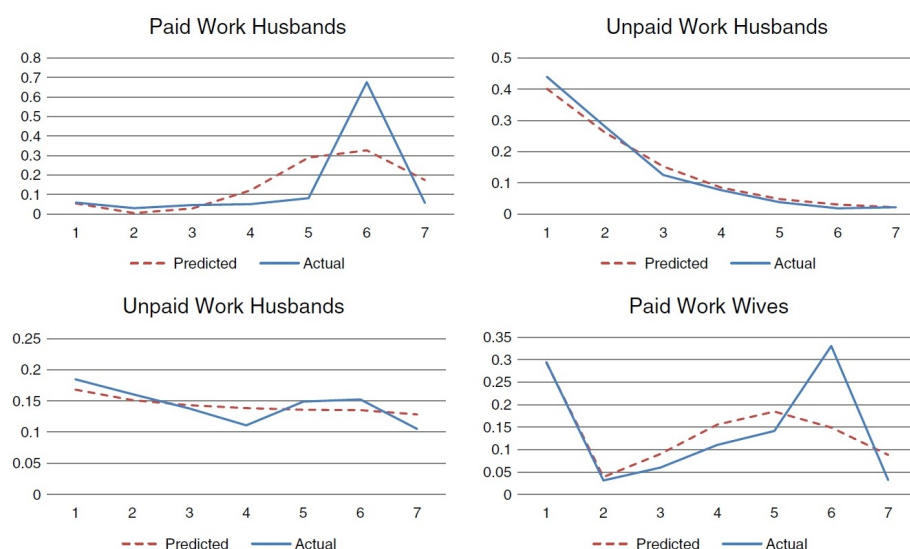 Paid Work Husbands
0.8
0.7
0.6
0.5
0.4
0.3
0.2
0.1
0
1 2 3 4 5 6 7
Predicted Actual
Unpaid Work Husbands
0.5
0.4
0.3
0.2
0.1
0
1 2 3 4 5 6 7
Predicted Actual
Unpaid Work Husbands
0.25
0.2
0.15
0.1
0.05
0
1 2 3 4 5 6 7
Predicted Actual
Paid Work Wives
0.35
0.3
0.25
0.2
0.15
0.1
0.05
0
1 2 3 4 5 6 7
Predicted Actual